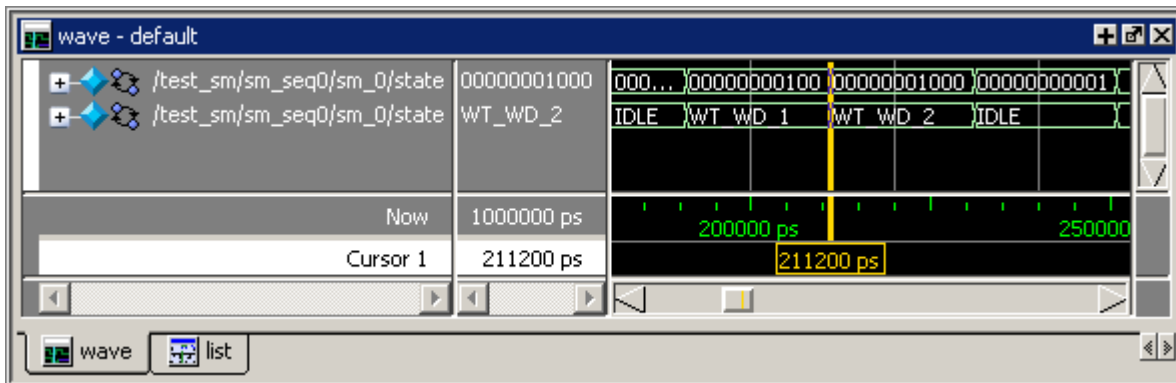 wave - default
/test_sm/sm_seq0/sm_0/state 00000001000 000... 00000000100 00000001000 00000000001
/test_sm/sm_seq0/sm_0/state WT_WD_2 IDLE WT_WD_1 WT_WD_2 IDLE
Now 1000000 ps 200000 ps 250000
Cursor 1 211200 ps 211200 ps
wave list